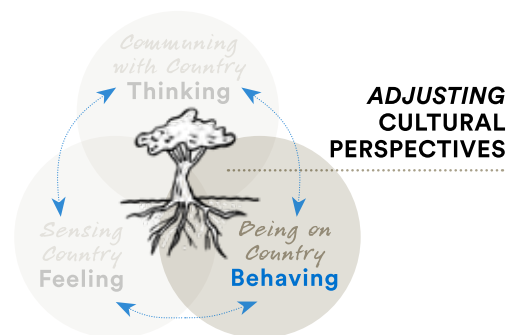 Communing
with Country
Thinking
ADJUSTING
CULTURAL
PERSPECTIVES
Sensing
Country
Feeling
Being on
Country
Behaving